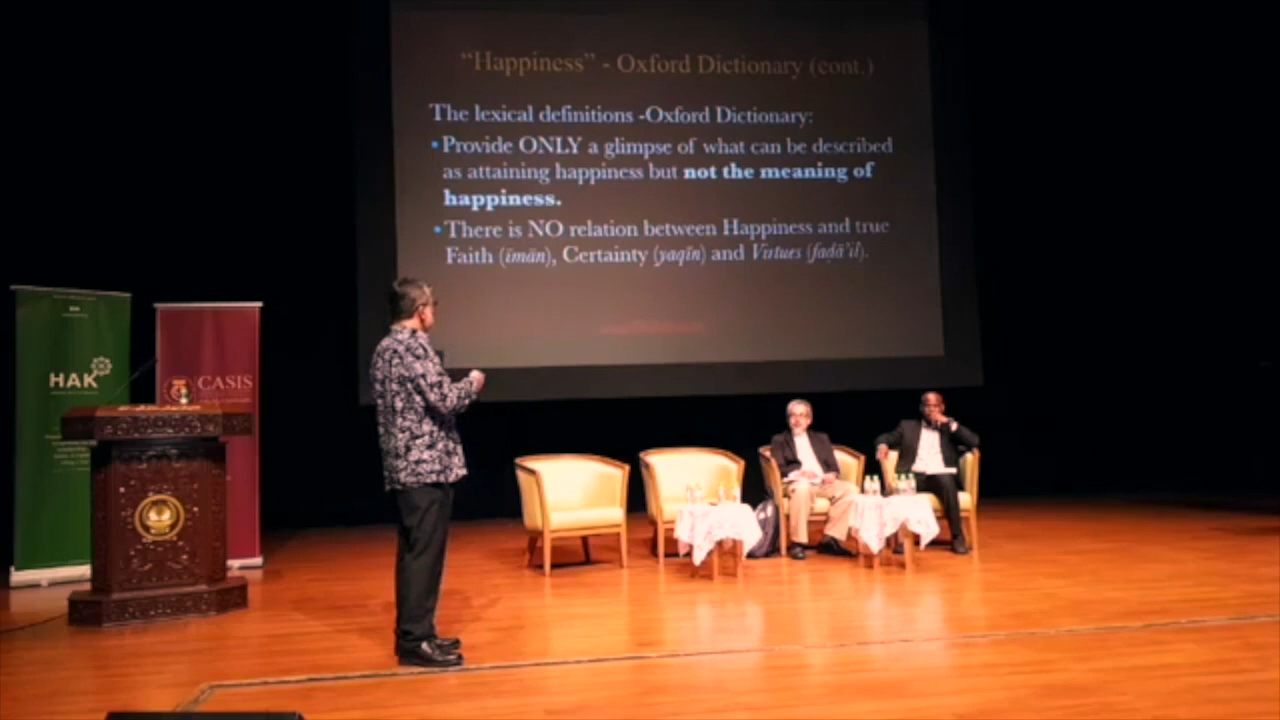 “Happiness” - Oxford Dictionary (cont.)
The lexical definitions -Oxford Dictionary:
•Provide ONLY a glimpse of what can be described
as attaining happiness but not the meaning of
happiness.
•There is NO relation between Happiness and true
Faith (īmān), Certainty (yaqīn) and Virtues (faḍā’il).
HAK
CASIS